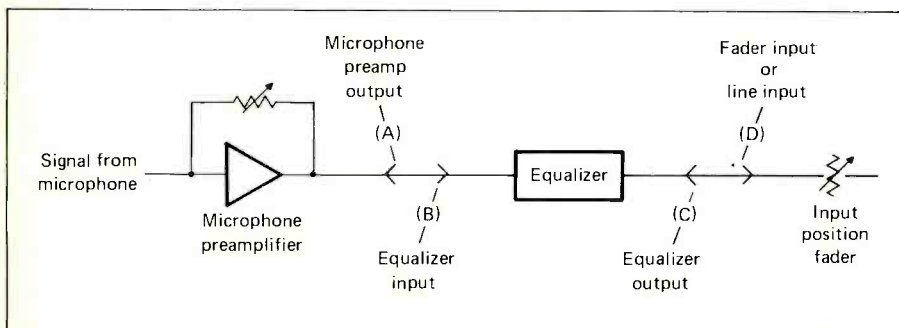 Microphone
preamp
output
(A)
Fader input
or
line input
(D)
Signal from
microphone
Microphone
preamplifier
(B)
Equalizer
input
Equalizer
(C)
Equalizer
output
Input
position
fader